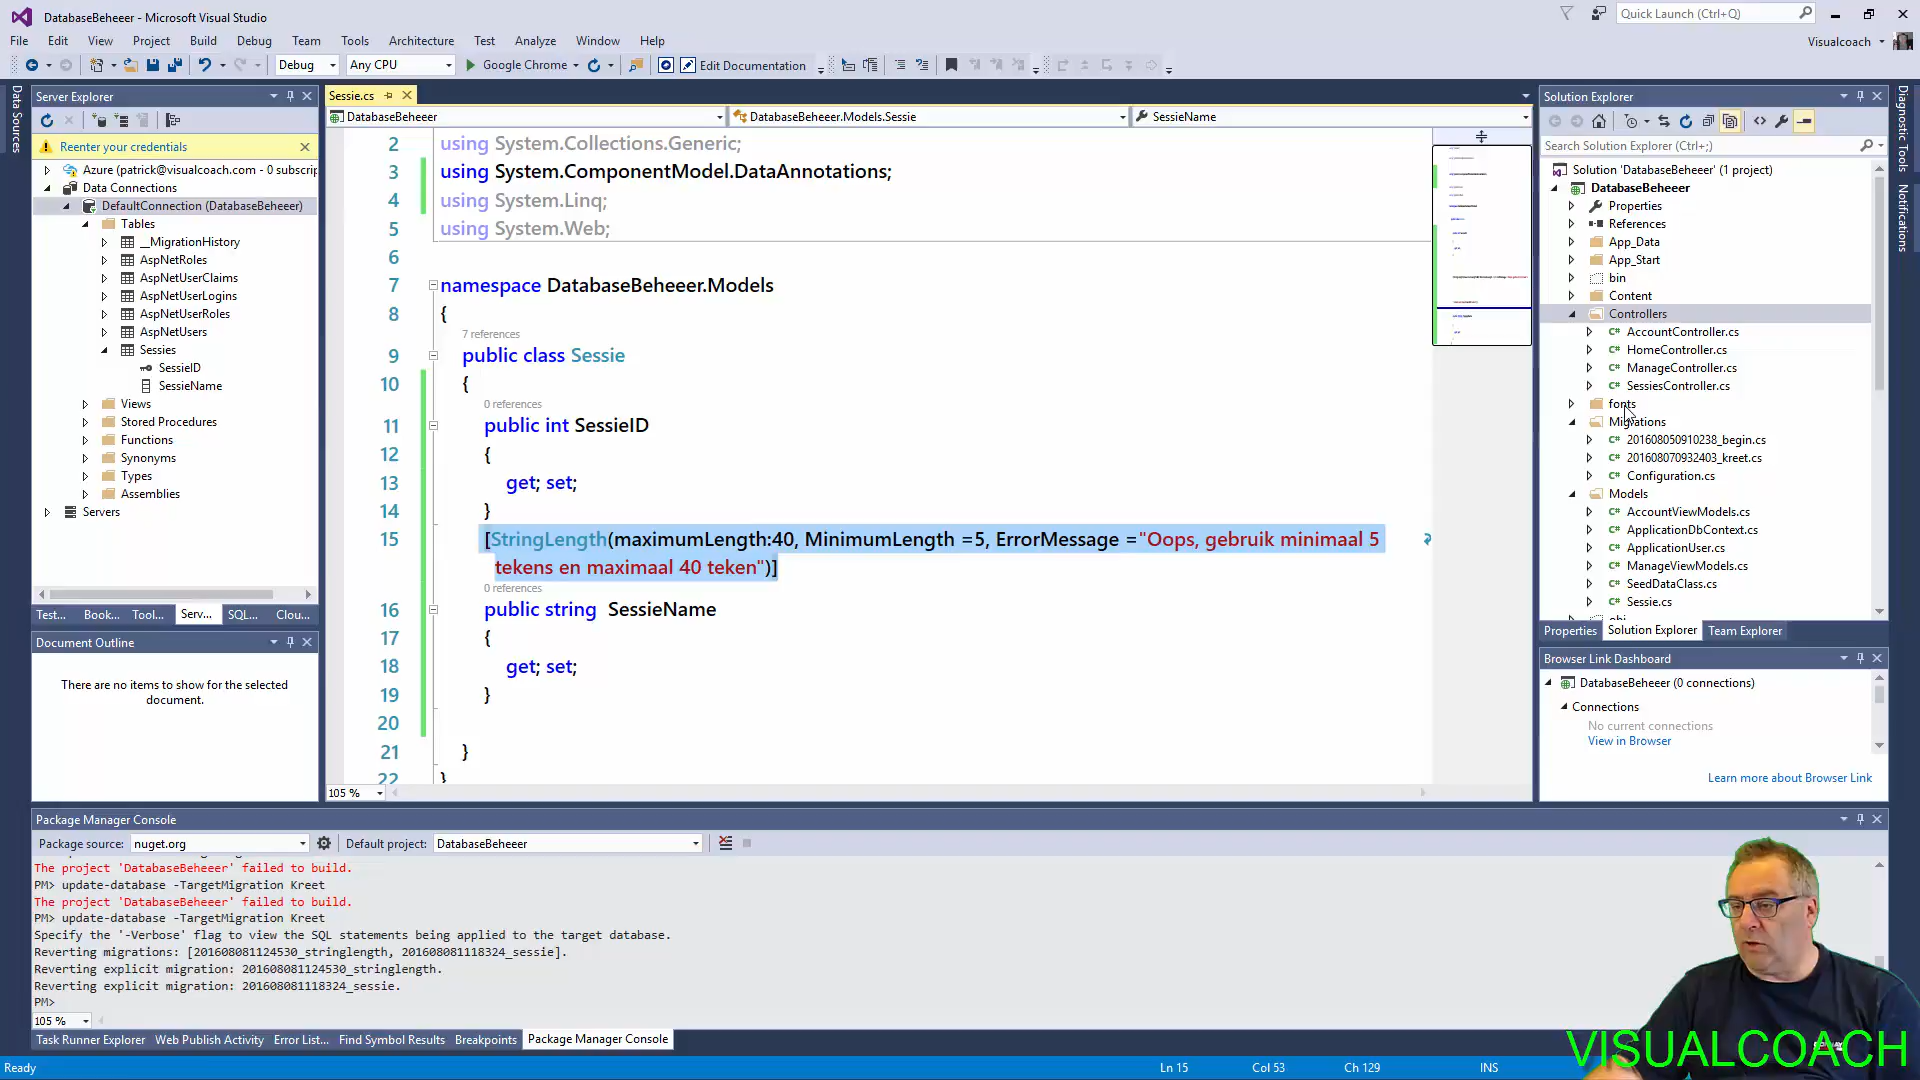 DatabaseBeheeer - Microsoft Visual Studio
Quick Launch (Ctrl+Q)
File Edit View Project Build Debug Team Tools Architecture Test Analyze Window Help
Visualcoach
Debug Any CPU Google Chrome Edit Documentation
Data Sources
Server Explorer
Reenter your credentials
Azure (patrick@visualcoach.com - 0 subscrip
Data Connections
DefaultConnection (DatabaseBeheeer)
Tables
__MigrationHistory
AspNetRoles
AspNetUserClaims
AspNetUserLogins
AspNetUserRoles
AspNetUsers
Sessies
SessieID
SessieName
Views
Stored Procedures
Functions
Synonyms
Types
Assemblies
Servers
Test... Book... Tool... Serv... SQL... Clou...
Document Outline
There are no items to show for the selected
document.
Sessie.cs
DatabaseBeheeer DatabaseBeheeer.Models.Sessie SessieName
2 using System.Collections.Generic;
3 using System.ComponentModel.DataAnnotations;
4 using System.Linq;
5 using System.Web;
6
7 namespace DatabaseBeheeer.Models
8 {
7 references
9 public class Sessie
10 {
0 references
11 public int SessieID
12 {
13 get; set;
14 }
15 [StringLength(maximumLength:40, MinimumLength =5, ErrorMessage ="Oops, gebruik minimaal 5
tekens en maximaal 40 teken")]
0 references
16 public string SessieName
17 {
18 get; set;
19 }
20
21 }
22 }
105 %
Solution Explorer
Search Solution Explorer (Ctrl+;)
Solution 'DatabaseBeheeer' (1 project)
DatabaseBeheeer
Properties
References
App_Data
App_Start
bin
Content
Controllers
AccountController.cs
HomeController.cs
ManageController.cs
SessiesController.cs
fonts
Migrations
201608050910238_begin.cs
201608070932403_kreet.cs
Configuration.cs
Models
AccountViewModels.cs
ApplicationDbContext.cs
ApplicationUser.cs
ManageViewModels.cs
SeedDataClass.cs
Sessie.cs
obj
Properties Solution Explorer Team Explorer
Browser Link Dashboard
DatabaseBeheeer (0 connections)
Connections
No current connections
View in Browser
Learn more about Browser Link
Diagnostic Tools
Notifications
Package Manager Console
Package source: nuget.org Default project: DatabaseBeheeer
The project 'DatabaseBeheeer' failed to build.
PM> update-database -TargetMigration Kreet
The project 'DatabaseBeheeer' failed to build.
PM> update-database -TargetMigration Kreet
Specify the '-Verbose' flag to view the SQL statements being applied to the target database.
Reverting migrations: [201608081124530_stringlength, 201608081118324_sessie].
Reverting explicit migration: 201608081124530_stringlength.
Reverting explicit migration: 201608081118324_sessie.
PM>
105 %
Task Runner Explorer Web Publish Activity Error List... Find Symbol Results Breakpoints Package Manager Console
Ready Ln 15 Col 53 Ch 129 INS
VISUALCOACH